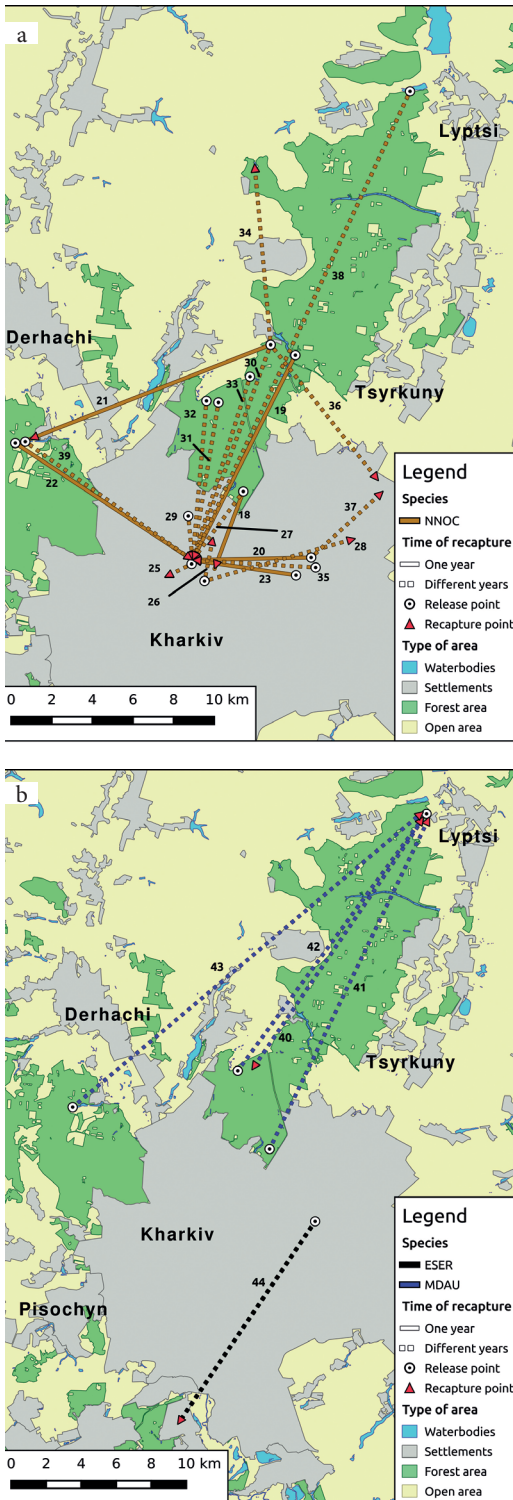 a
Lyptsi
34
38
Derhachi
30
33
21
32
19
Tsyrkuny
36
31
39
22
18
37
29
27
28
20
25
23
35
26
Kharkiv
0 2 4 6 8 10 km
Legend
Species
NNOC
Time of recapture
One year
Different years
Release point
Recapture point
Type of area
Waterbodies
Settlements
Forest area
Open area
b
Lyptsi
42
43
41
Derhachi
40
Tsyrkuny
Kharkiv
44
Pisochyn
0 2 4 6 8 10 km
Legend
Species
ESER
MDAU
Time of recapture
One year
Different years
Release point
Recapture point
Type of area
Waterbodies
Settlements
Forest area
Open area